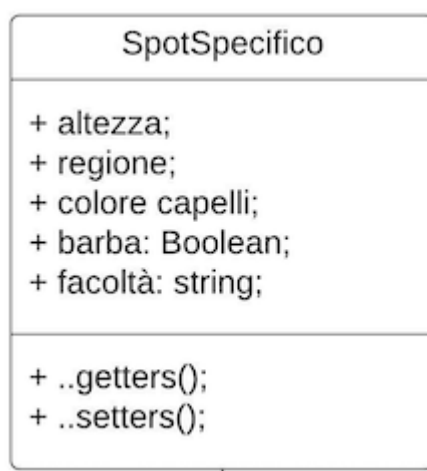 SpotSpecifico
+ altezza;
+ regione;
+ colore capelli;
+ barba: Boolean;
+ facoltà: string;
+ ..getters();
+ ..setters();